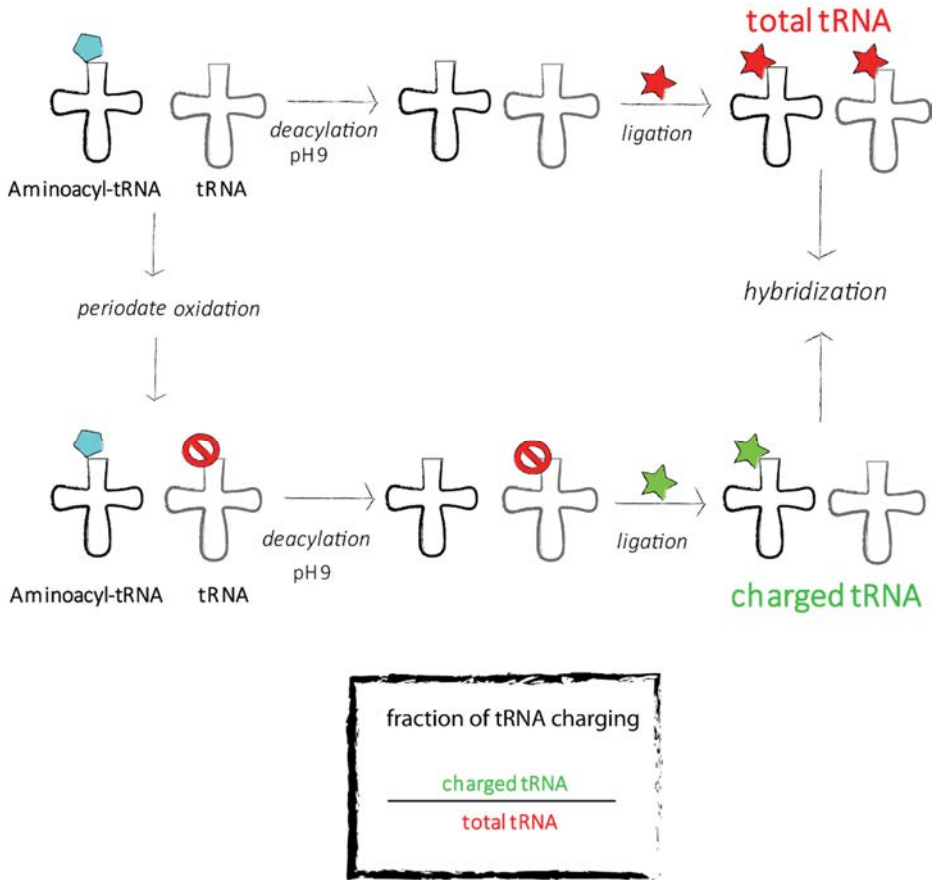 total tRNA
deacylation
pH9
ligation
Aminoacyl-tRNA
tRNA
periodate oxidation
hybridization
deacylation
pH9
ligation
Aminoacyl-tRNA
tRNA
charged tRNA
fraction of tRNA charging
charged tRNA
total tRNA